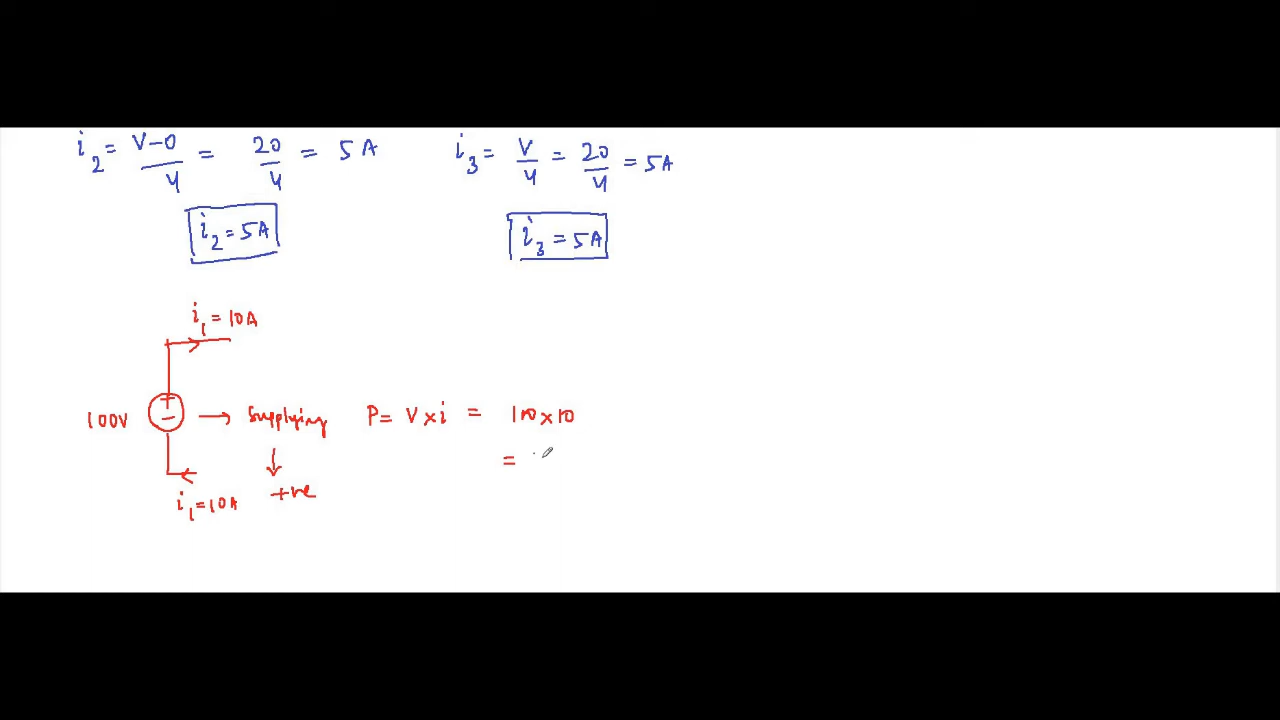 i₂ = V-0/4 = 20/4 = 5A
i₃ = V/4 = 20/4 = 5A
i₂ = 5A
i₃ = 5A
i₁ = 10A
100V
+
-
→ Supplying P = V×i = 100×10
↓ =
+ve
i₁ = 10A